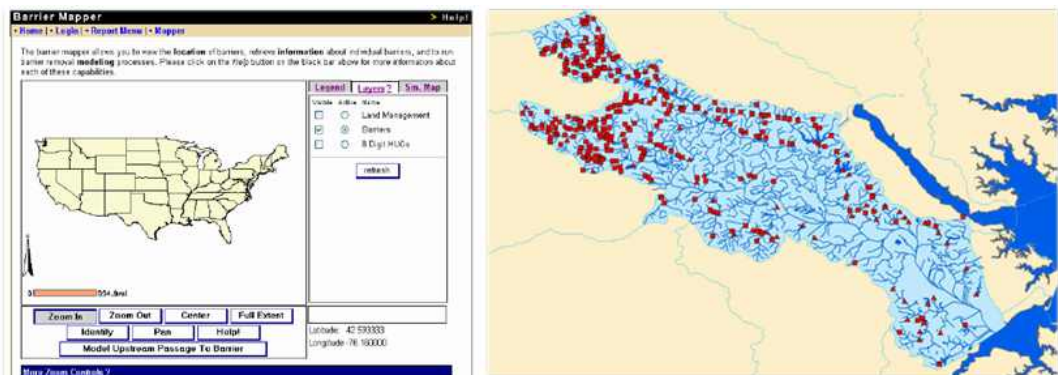 Barrier Mapper
> Help!
• Home | • Login | • Report Menu | • Mapper
The barrier mapper allows you to view the location of barriers, retrieve information about individual barriers, and to run
barrier removal modeling processes. Please click on the Help button on the black bar above for more information about
each of these capabilities.
Legend Layers ? Sm. Map
Visible Active Name
Land Management
Barriers
8 Digit HUCs
refresh
0
Zoom In Zoom Out Center Full Extent
Identify Pan Help!
Model Upstream Passage To Barrier
Latitude: 42.593333
Longitude: -76.160000
More Zoom Controls ?